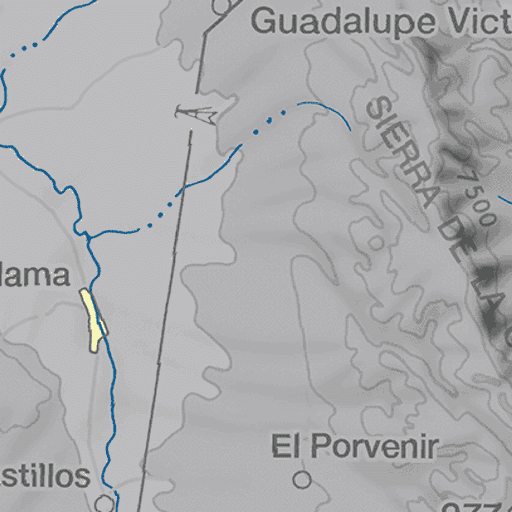 Guadalupe Vict
SIERRA DE LA
7500
lama
El Porvenir
stillos